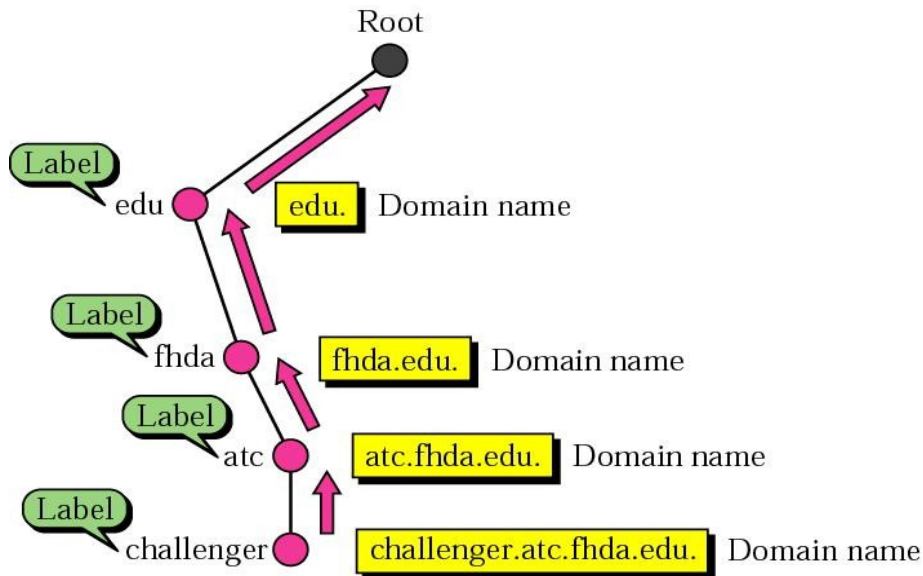 Root
Label
edu
edu. Domain name
Label
fhda
fhda.edu. Domain name
Label
atc
atc.fhda.edu. Domain name
Label
challenger
challenger.atc.fhda.edu. Domain name